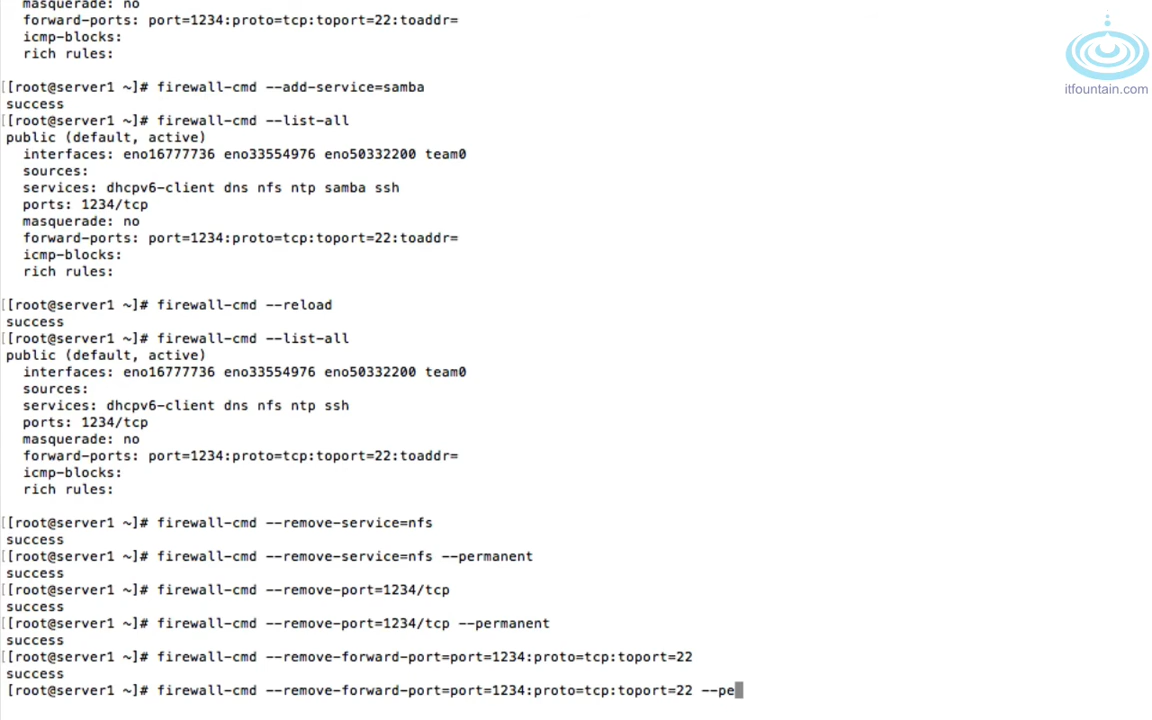 masquerade: no
forward-ports: port=1234:proto=tcp:toport=22:toaddr=
icmp-blocks:
rich rules:
itfountain.com
[[root@server1 ~]# firewall-cmd --add-service=samba
success
[[root@server1 ~]# firewall-cmd --list-all
public (default, active)
interfaces: eno16777736 eno33554976 eno50332200 team0
sources:
services: dhcpv6-client dns nfs ntp samba ssh
ports: 1234/tcp
masquerade: no
forward-ports: port=1234:proto=tcp:toport=22:toaddr=
icmp-blocks:
rich rules:
[[root@server1 ~]# firewall-cmd --reload
success
[[root@server1 ~]# firewall-cmd --list-all
public (default, active)
interfaces: eno16777736 eno33554976 eno50332200 team0
sources:
services: dhcpv6-client dns nfs ntp ssh
ports: 1234/tcp
masquerade: no
forward-ports: port=1234:proto=tcp:toport=22:toaddr=
icmp-blocks:
rich rules:
[[root@server1 ~]# firewall-cmd --remove-service=nfs
success
[[root@server1 ~]# firewall-cmd --remove-service=nfs --permanent
success
[[root@server1 ~]# firewall-cmd --remove-port=1234/tcp
success
[[root@server1 ~]# firewall-cmd --remove-port=1234/tcp --permanent
success
[[root@server1 ~]# firewall-cmd --remove-forward-port=port=1234:proto=tcp:toport=22
success
[root@server1 ~]# firewall-cmd --remove-forward-port=port=1234:proto=tcp:toport=22 --pe